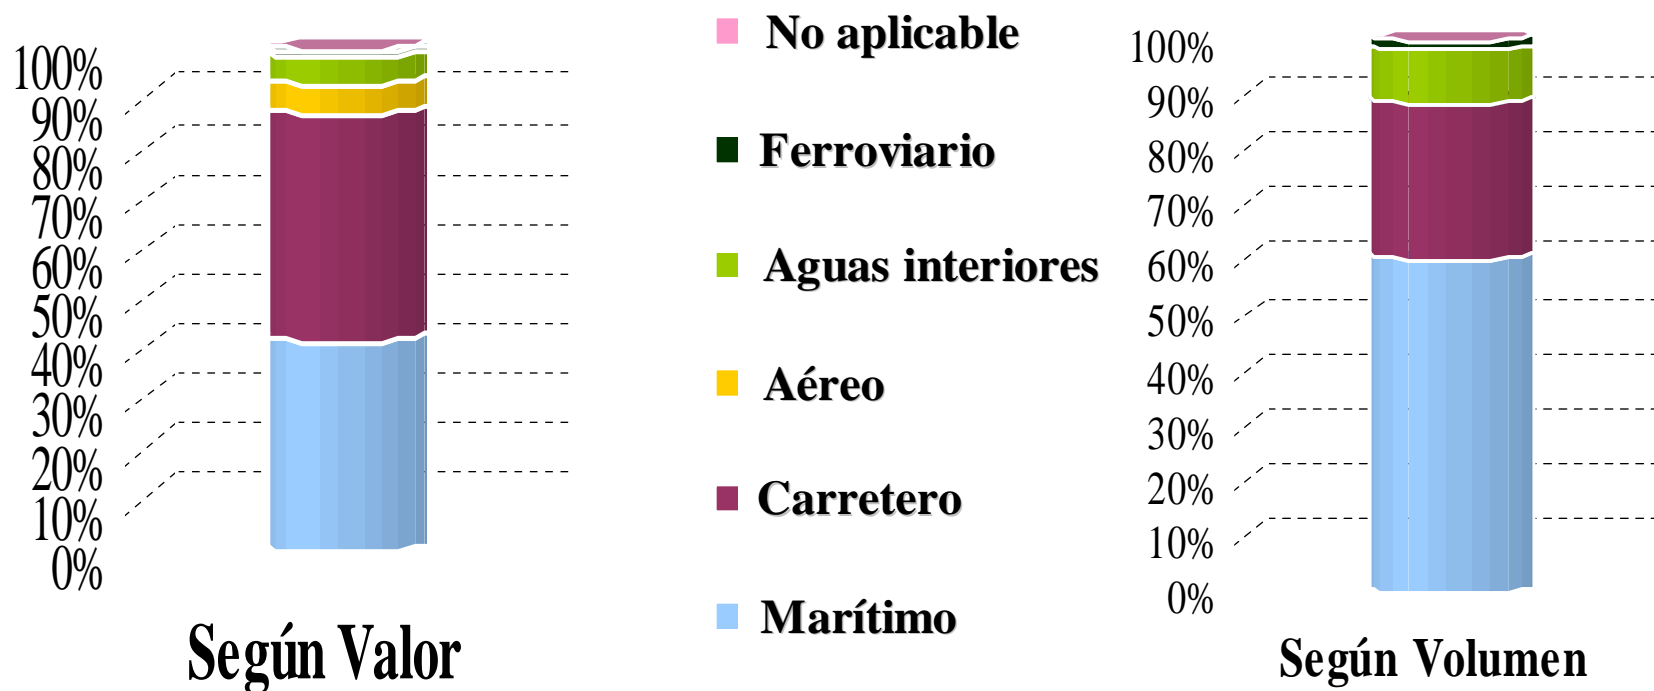 100%
90%
80%
70%
60%
50%
40%
30%
20%
10%
0%
Según Valor
No aplicable
Ferroviario
Aguas interiores
Aéreo
Carretero
Marítimo
100%
90%
80%
70%
60%
50%
40%
30%
20%
10%
0%
Según Volumen